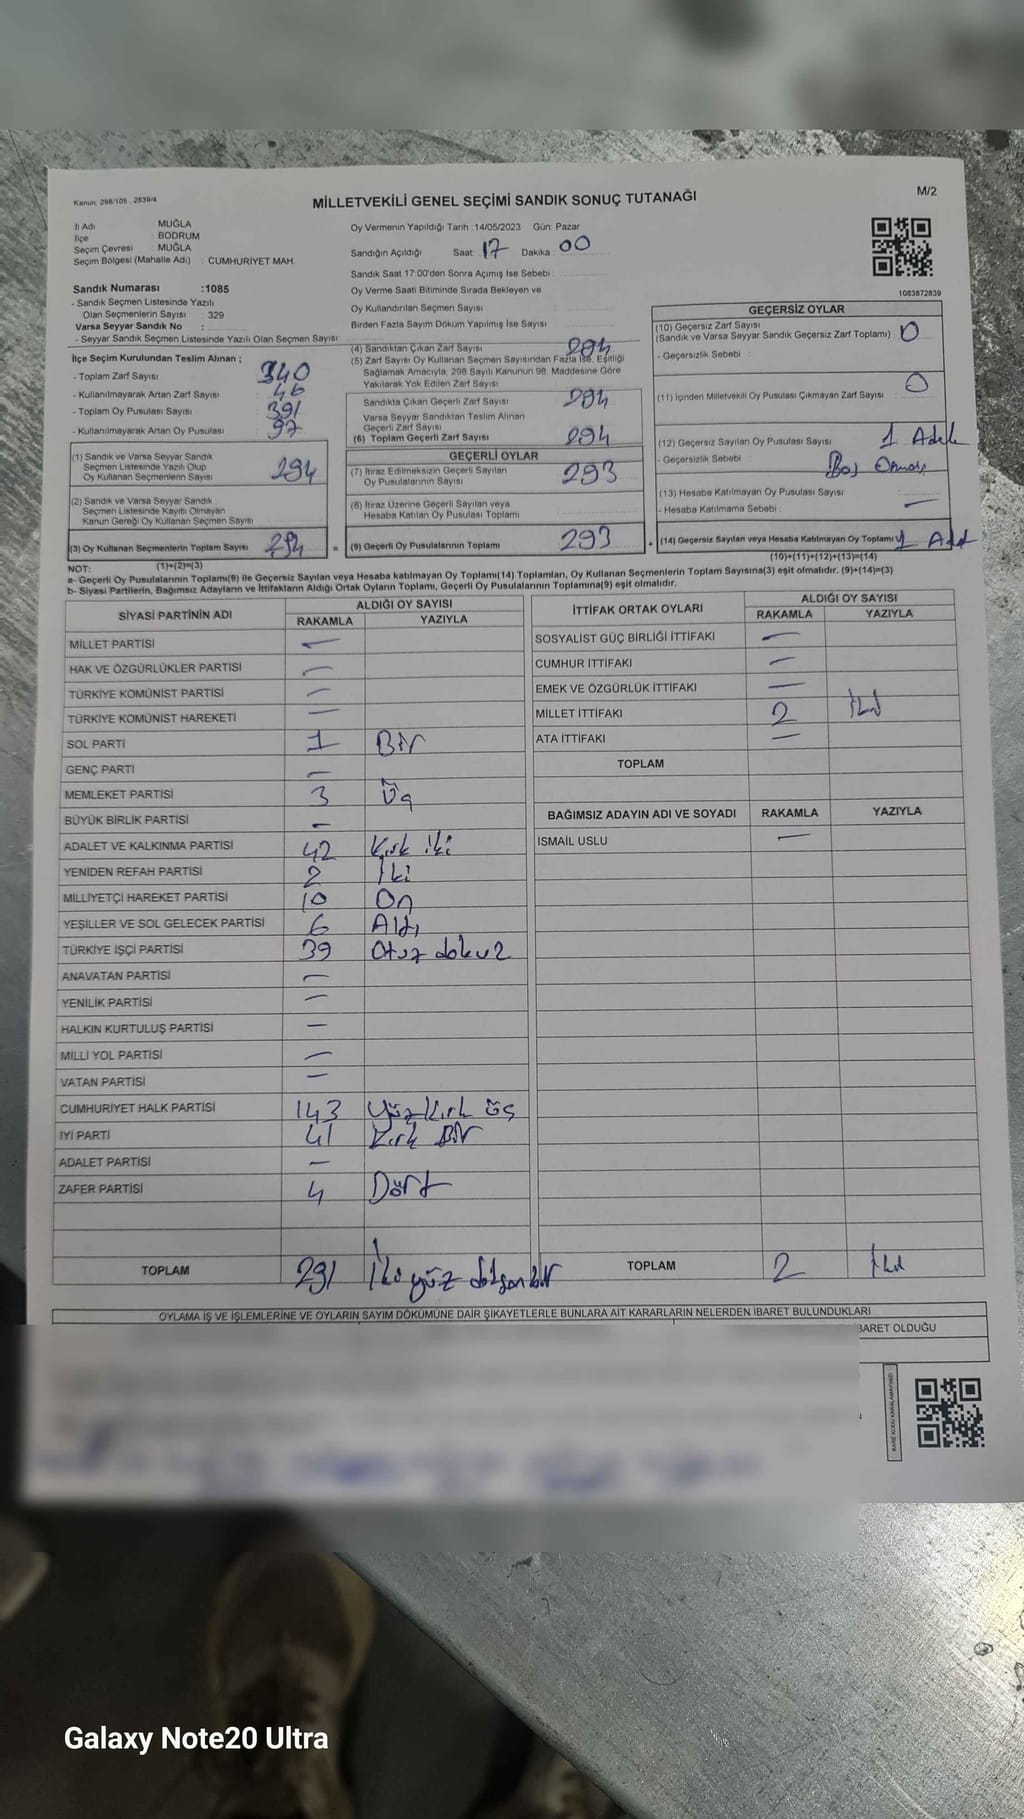 Kanun: 298/105 , 2839/4
MİLLETVEKİLİ GENEL SEÇİMİ SANDIK SONUÇ TUTANAĞI
M/2
İl Adı MUĞLA
İlçe BODRUM
Seçim Çevresi : MUĞLA
Seçim Bölgesi (Mahalle Adı) : CUMHURİYET MAH.
Sandık Numarası :1085
- Sandık Seçmen Listesinde Yazılı
Olan Seçmenlerin Sayısı : 329
Varsa Seyyar Sandık No :
- Seyyar Sandık Seçmen Listesinde Yazılı Olan Seçmen Sayısı
İlçe Seçim Kurulundan Teslim Alınan ;
- Toplam Zarf Sayısı 340
- Kullanılmayarak Artan Zarf Sayısı 46
- Toplam Oy Pusulası Sayısı 391
- Kullanılmayarak Artan Oy Pusulası 97
(1) Sandık ve Varsa Seyyar Sandık
Seçmen Listesinde Yazılı Olup
Oy Kullanan Seçmenlerin Sayısı 294
(2) Sandık ve Varsa Seyyar Sandık
Seçmen Listesinde Kayıtlı Olmayan
Kanun Gereği Oy Kullanan Seçmen Sayısı
(3) Oy Kullanan Seçmenlerin Toplam Sayısı 294
(1)+(2)=(3)
Oy Vermenin Yapıldığı Tarih : 14/05/2023 Gün: Pazar
Sandığın Açıldığı Saat: 17 Dakika : 00
Sandık Saat 17:00'den Sonra Açılmış İse Sebebi :
Oy Verme Saati Bitiminde Sırada Bekleyen ve
Oy Kullandırılan Seçmen Sayısı
Birden Fazla Sayım Döküm Yapılmış İse Sayısı
(4) Sandıktan Çıkan Zarf Sayısı 294
(5) Zarf Sayısı Oy Kullanan Seçmen Sayısından Fazla İse, Eşitliği
Sağlamak Amacıyla, 298 Sayılı Kanunun 98. Maddesine Göre
Yakılarak Yok Edilen Zarf Sayısı
Sandıkta Çıkan Geçerli Zarf Sayısı 294
Varsa Seyyar Sandıktan Teslim Alınan
Geçerli Zarf Sayısı
(6) Toplam Geçerli Zarf Sayısı 294
GEÇERLİ OYLAR
(7) İtiraz Edilmeksizin Geçerli Sayılan
Oy Pusulalarının Sayısı 293
(8) İtiraz Üzerine Geçerli Sayılan veya
Hesaba Katılan Oy Pusulası Toplamı
= (9) Geçerli Oy Pusulalarının Toplamı 293 +
1083872839
GEÇERSİZ OYLAR
(10) Geçersiz Zarf Sayısı
(Sandık ve Varsa Seyyar Sandık Geçersiz Zarf Toplamı) : 0
- Geçersizlik Sebebi :
(11) İçinden Milletvekili Oy Pusulası Çıkmayan Zarf Sayısı : 0
(12) Geçersiz Sayılan Oy Pusulası Sayısı 1 Adet
- Geçersizlik Sebebi : Boş
(13) Hesaba Katılmayan Oy Pusulası Sayısı
- Hesaba Katılmama Sebebi : —
(14) Geçersiz Sayılan veya Hesaba Katılmayan Oy Toplamı 1 Adet
(10)+(11)+(12)+(13)=(14)
NOT:
a- Geçerli Oy Pusulalarının Toplamı(9) ile Geçersiz Sayılan veya Hesaba katılmayan Oy Toplamı(14) Toplamları, Oy Kullanan Seçmenlerin Toplam Sayısına(3) eşit olmalıdır. (9)+(14)=(3)
b- Siyasi Partilerin, Bağımsız Adayların ve İttifakların Aldığı Ortak Oyların Toplamı, Geçerli Oy Pusulalarının Toplamına(9) eşit olmalıdır.
SİYASİ PARTİNİN ADI ALDIĞI OY SAYISI
RAKAMLA YAZIYLA
MİLLET PARTİSİ —
HAK VE ÖZGÜRLÜKLER PARTİSİ —
TÜRKİYE KOMÜNİST PARTİSİ —
TÜRKİYE KOMÜNİST HAREKETİ —
SOL PARTİ 1 Bir
GENÇ PARTİ —
MEMLEKET PARTİSİ 3 Üç
BÜYÜK BİRLİK PARTİSİ —
ADALET VE KALKINMA PARTİSİ 42 Kırk iki
YENİDEN REFAH PARTİSİ 2 İki
MİLLİYETÇİ HAREKET PARTİSİ 10 On
YEŞİLLER VE SOL GELECEK PARTİSİ 6 Altı
TÜRKİYE İŞÇİ PARTİSİ 39 Otuz dokuz
ANAVATAN PARTİSİ —
YENİLİK PARTİSİ —
HALKIN KURTULUŞ PARTİSİ —
MİLLİ YOL PARTİSİ —
VATAN PARTİSİ —
CUMHURİYET HALK PARTİSİ 143 Yüz Kırk üç
İYİ PARTİ 41 Kırk Bir
ADALET PARTİSİ —
ZAFER PARTİSİ 4 Dört
TOPLAM 291 İki yüz doksan bir
İTTİFAK ORTAK OYLARI ALDIĞI OY SAYISI
RAKAMLA YAZIYLA
SOSYALİST GÜÇ BİRLİĞİ İTTİFAKI —
CUMHUR İTTİFAKI —
EMEK VE ÖZGÜRLÜK İTTİFAKI —
MİLLET İTTİFAKI 2 İki
ATA İTTİFAKI —
TOPLAM
BAĞIMSIZ ADAYIN ADI VE SOYADI RAKAMLA YAZIYLA
İSMAİL USLU —
TOPLAM 2 İki
OYLAMA İŞ VE İŞLEMLERİNE VE OYLARIN SAYIM DÖKÜMÜNE DAİR ŞİKAYETLERLE BUNLARA AİT KARARLARIN NELERDEN İBARET BULUNDUKLARI
BARET OLDUĞU
KARE KODU KARALAMAYINIZ!
Galaxy Note20 Ultra